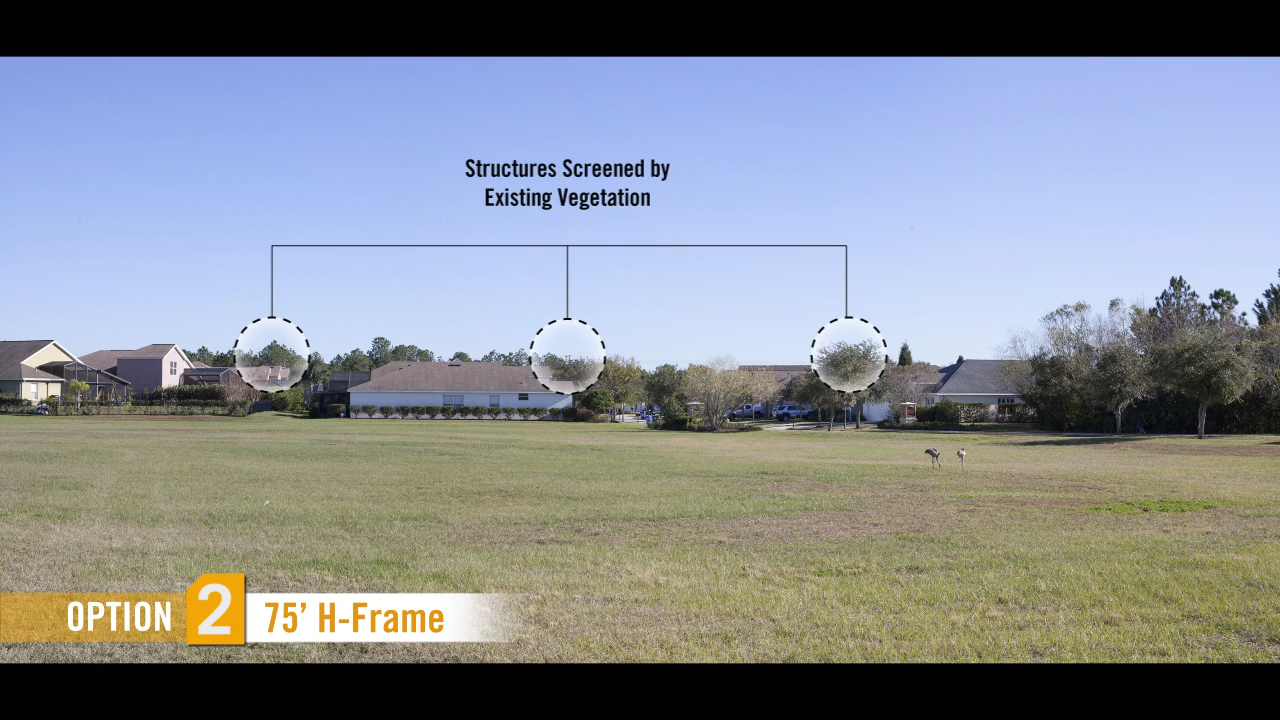 Structures Screened by
Existing Vegetation
OPTION 2 75’ H-Frame